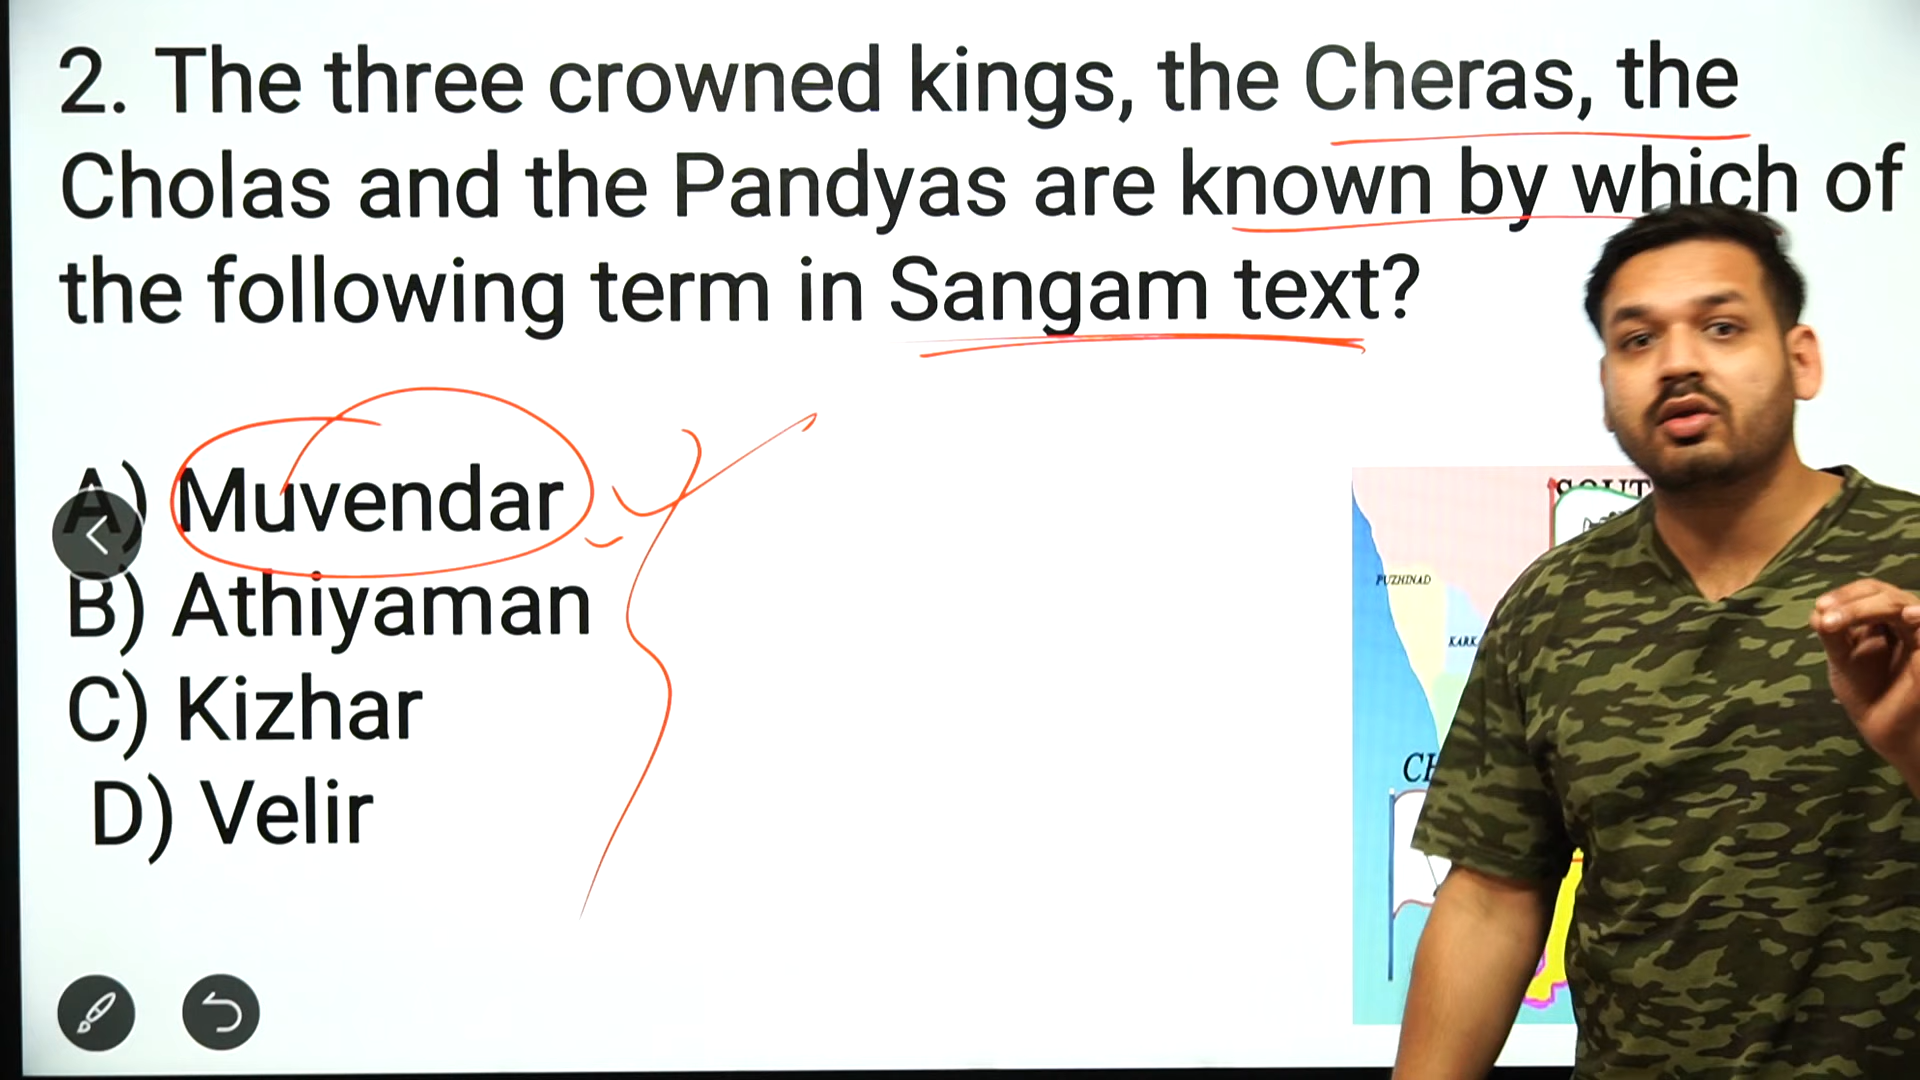 2. The three crowned kings, the Cheras, the
Cholas and the Pandyas are known by which of
the following term in Sangam text?
A) Muvendar
B) Athiyaman
C) Kizhar
D) Velir
PUZHINAD